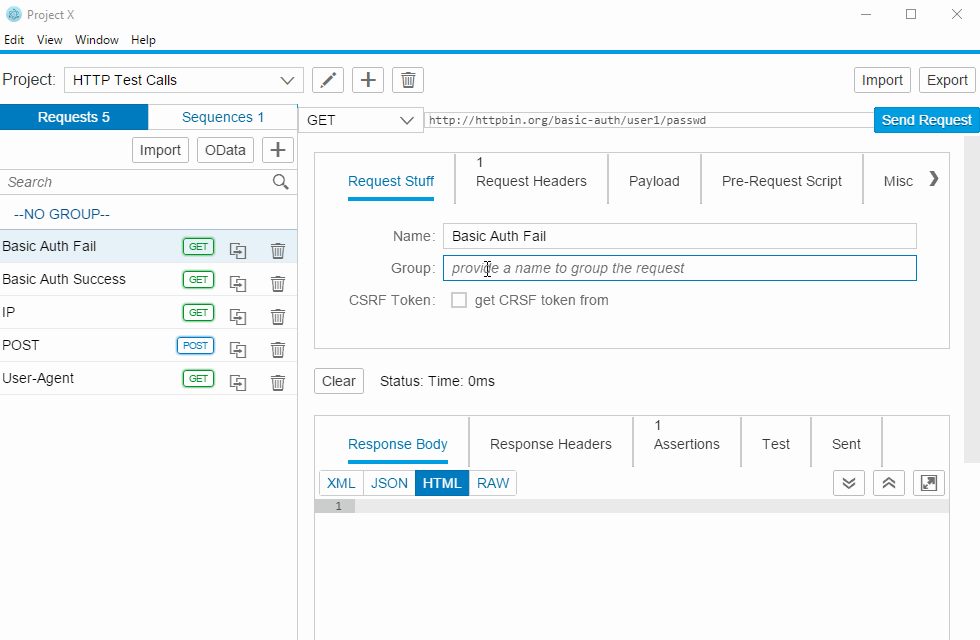 Project X
Edit View Window Help
Project: HTTP Test Calls Import Export
Requests 5 Sequences 1
GET http://httpbin.org/basic-auth/user1/passwd Send Request
Import OData
Search
--NO GROUP--
Basic Auth Fail GET
Basic Auth Success GET
IP GET
POST POST
User-Agent GET
1
Request Stuff Request Headers Payload Pre-Request Script Misc
Name: Basic Auth Fail
Group: provide a name to group the request
CSRF Token: get CRSF token from
Clear Status: Time: 0ms
1
Response Body Response Headers Assertions Test Sent
XML JSON HTML RAW
1